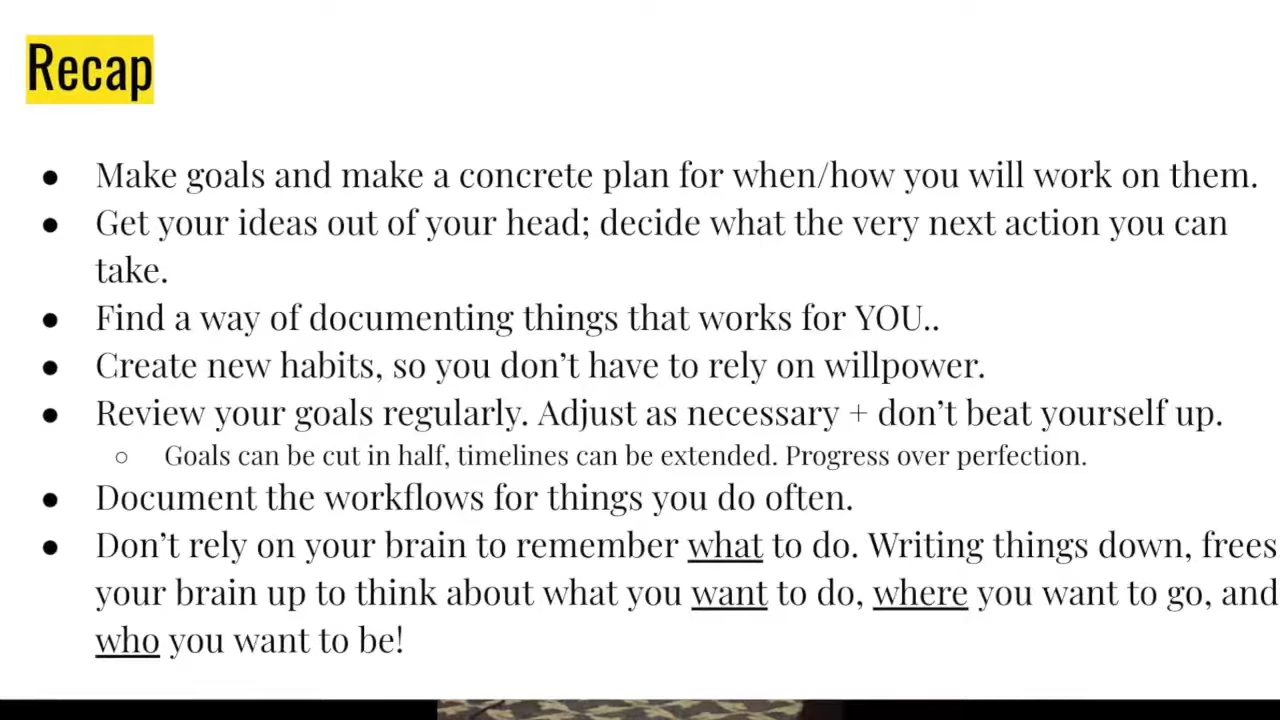 Recap
● Make goals and make a concrete plan for when/how you will work on them.
● Get your ideas out of your head; decide what the very next action you can
take.
● Find a way of documenting things that works for YOU..
● Create new habits, so you don’t have to rely on willpower.
● Review your goals regularly. Adjust as necessary + don’t beat yourself up.
○ Goals can be cut in half, timelines can be extended. Progress over perfection.
● Document the workflows for things you do often.
● Don’t rely on your brain to remember what to do. Writing things down, frees
your brain up to think about what you want to do, where you want to go, and
who you want to be!